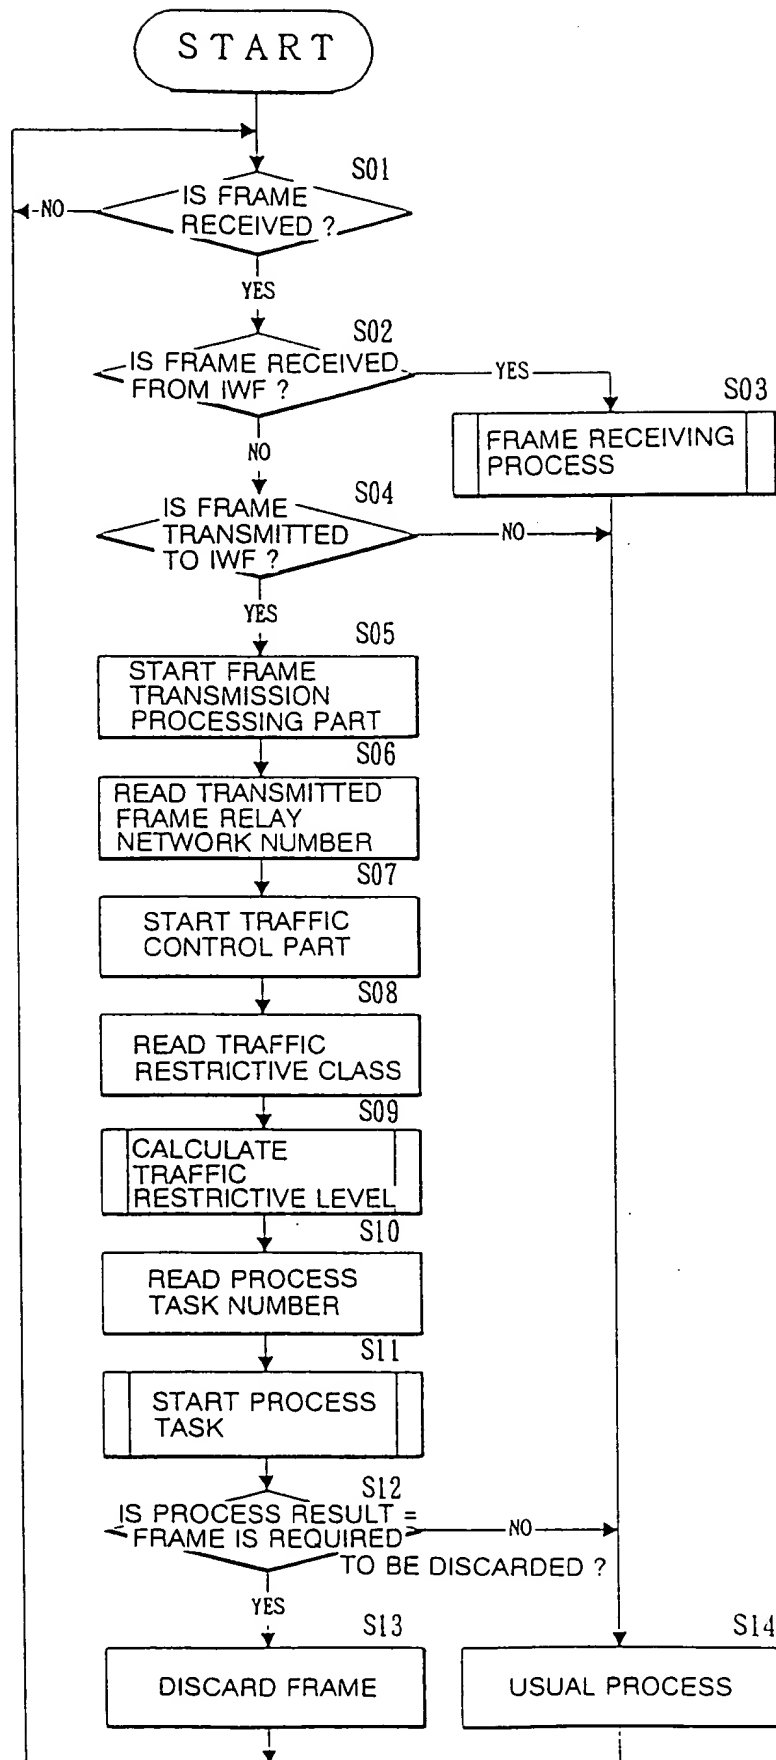 START
S01
IS FRAME
RECEIVED ?
NO
YES
S02
IS FRAME RECEIVED
FROM IWF ?
YES
S03
FRAME RECEIVING
PROCESS
NO
S04
IS FRAME
TRANSMITTED
TO IWF ?
NO
YES
S05
START FRAME
TRANSMISSION
PROCESSING PART
S06
READ TRANSMITTED
FRAME RELAY
NETWORK NUMBER
S07
START TRAFFIC
CONTROL PART
S08
READ TRAFFIC
RESTRICTIVE CLASS
S09
CALCULATE
TRAFFIC
RESTRICTIVE LEVEL
S10
READ PROCESS
TASK NUMBER
S11
START PROCESS
TASK
S12
IS PROCESS RESULT =
FRAME IS REQUIRED
TO BE DISCARDED ?
NO
YES
S13
DISCARD FRAME
S14
USUAL PROCESS